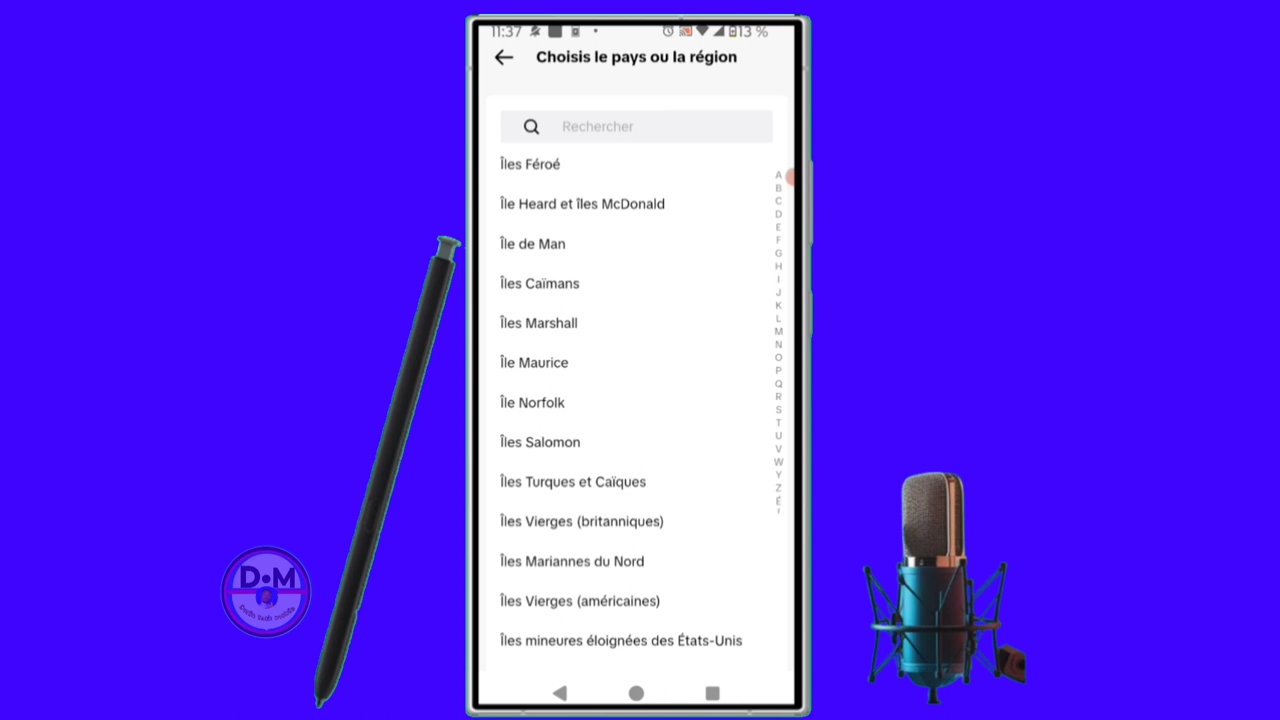 11:37
13 %
Choisis le pays ou la région
Rechercher
Îles Féroé
Île Heard et îles McDonald
Île de Man
Îles Caïmans
Îles Marshall
Île Maurice
Île Norfolk
Îles Salomon
Îles Turques et Caïques
Îles Vierges (britanniques)
Îles Mariannes du Nord
Îles Vierges (américaines)
Îles mineures éloignées des États-Unis
A
B
C
D
E
F
G
H
I
J
K
L
M
N
O
P
Q
R
S
T
U
V
W
Y
Z
É
D•M